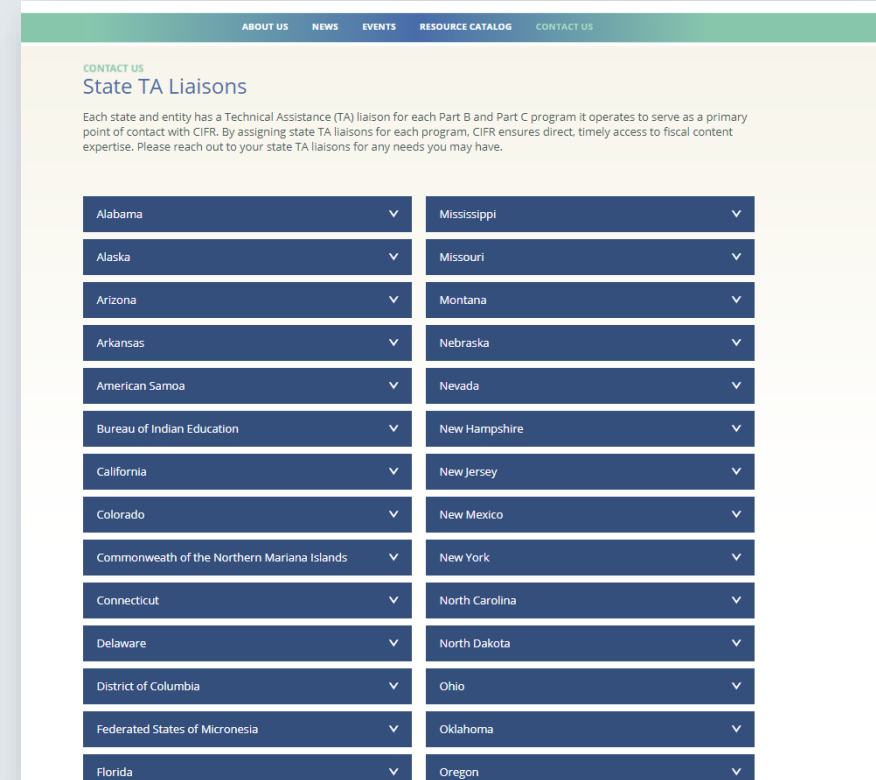 ABOUT US NEWS EVENTS RESOURCE CATALOG CONTACT US
CONTACT US
State TA Liaisons
Each state and entity has a Technical Assistance (TA) liaison for each Part B and Part C program it operates to serve as a primary
point of contact with CIFR. By assigning state TA liaisons for each program, CIFR ensures direct, timely access to fiscal content
expertise. Please reach out to your state TA liaisons for any needs you may have.
Alabama
Alaska
Arizona
Arkansas
American Samoa
Bureau of Indian Education
California
Colorado
Commonweath of the Northern Mariana Islands
Connecticut
Delaware
District of Columbia
Federated States of Micronesia
Florida
Mississippi
Missouri
Montana
Nebraska
Nevada
New Hampshire
New Jersey
New Mexico
New York
North Carolina
North Dakota
Ohio
Oklahoma
Oregon